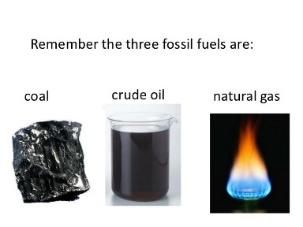 Remember the three fossil fuels are:
coal crude oil natural gas